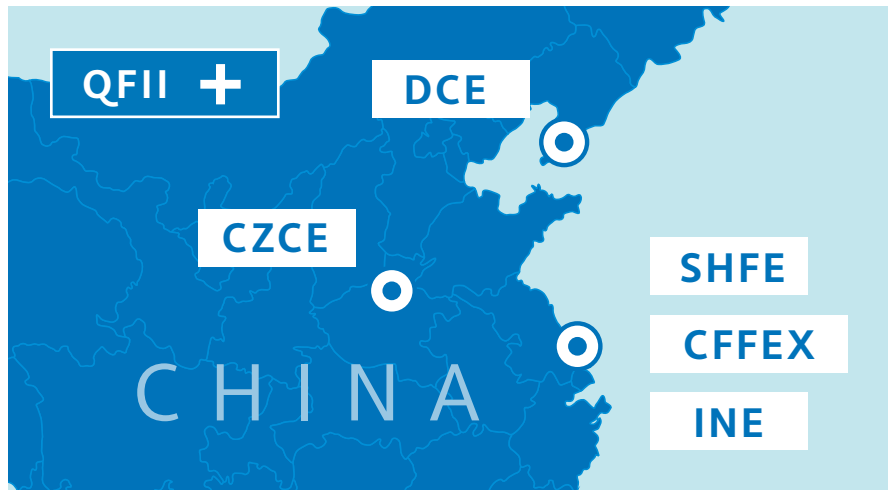 QFII +
DCE
CZCE
SHFE
CFFEX
INE
CHINA